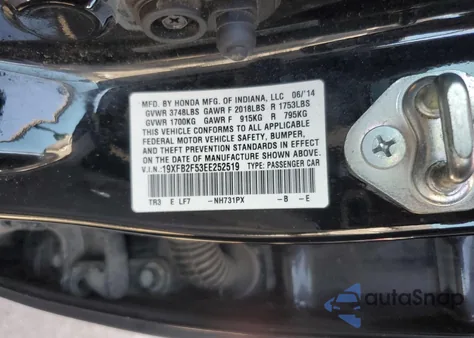 MFD. BY HONDA MFG. OF INDIANA, LLC 06/'14
GVWR 3748LBS GAWR F 2018LBS R 1753LBS
GVWR 1700KG GAWR F 915KG R 795KG
THIS VEHICLE CONFORMS TO ALL APPLICABLE
FEDERAL MOTOR VEHICLE SAFETY, BUMPER,
AND THEFT PREVENTION STANDARDS IN EFFECT
ON THE DATE OF MANUFACTURE SHOWN ABOVE.
V.I.N.:19XFB2F53EE252519 TYPE: PASSENGER CAR
TR3 E LF7 -NH731PX -B -E
autoSnap